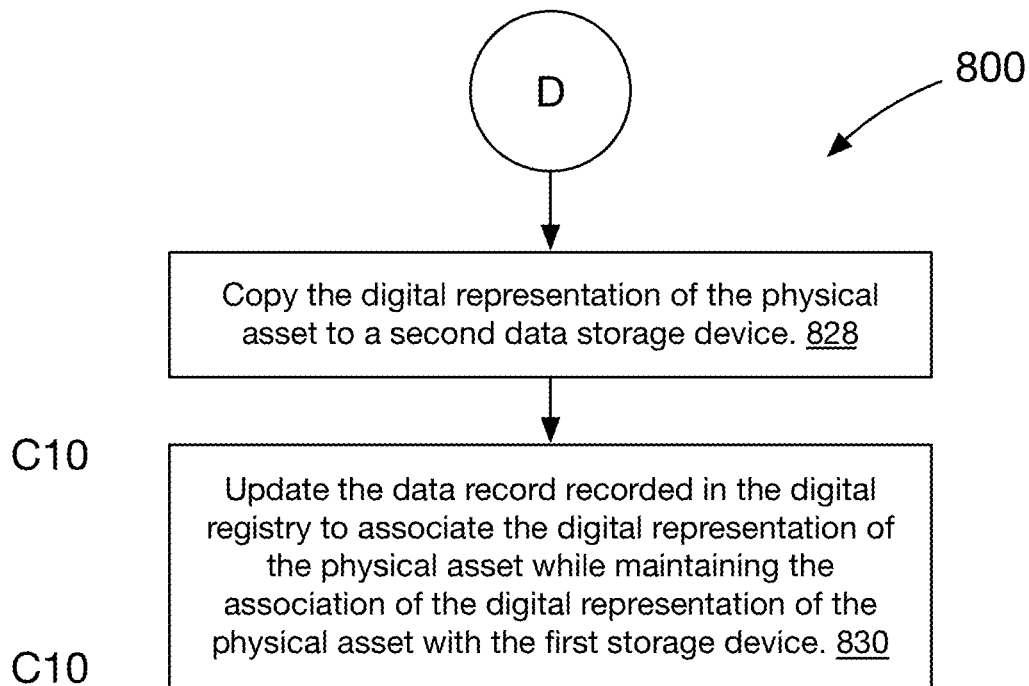 D
800
Copy the digital representation of the physical
asset to a second data storage device. 828
C10
Update the data record recorded in the digital
registry to associate the digital representation of
the physical asset while maintaining the
association of the digital representation of the
physical asset with the first storage device. 830
C10